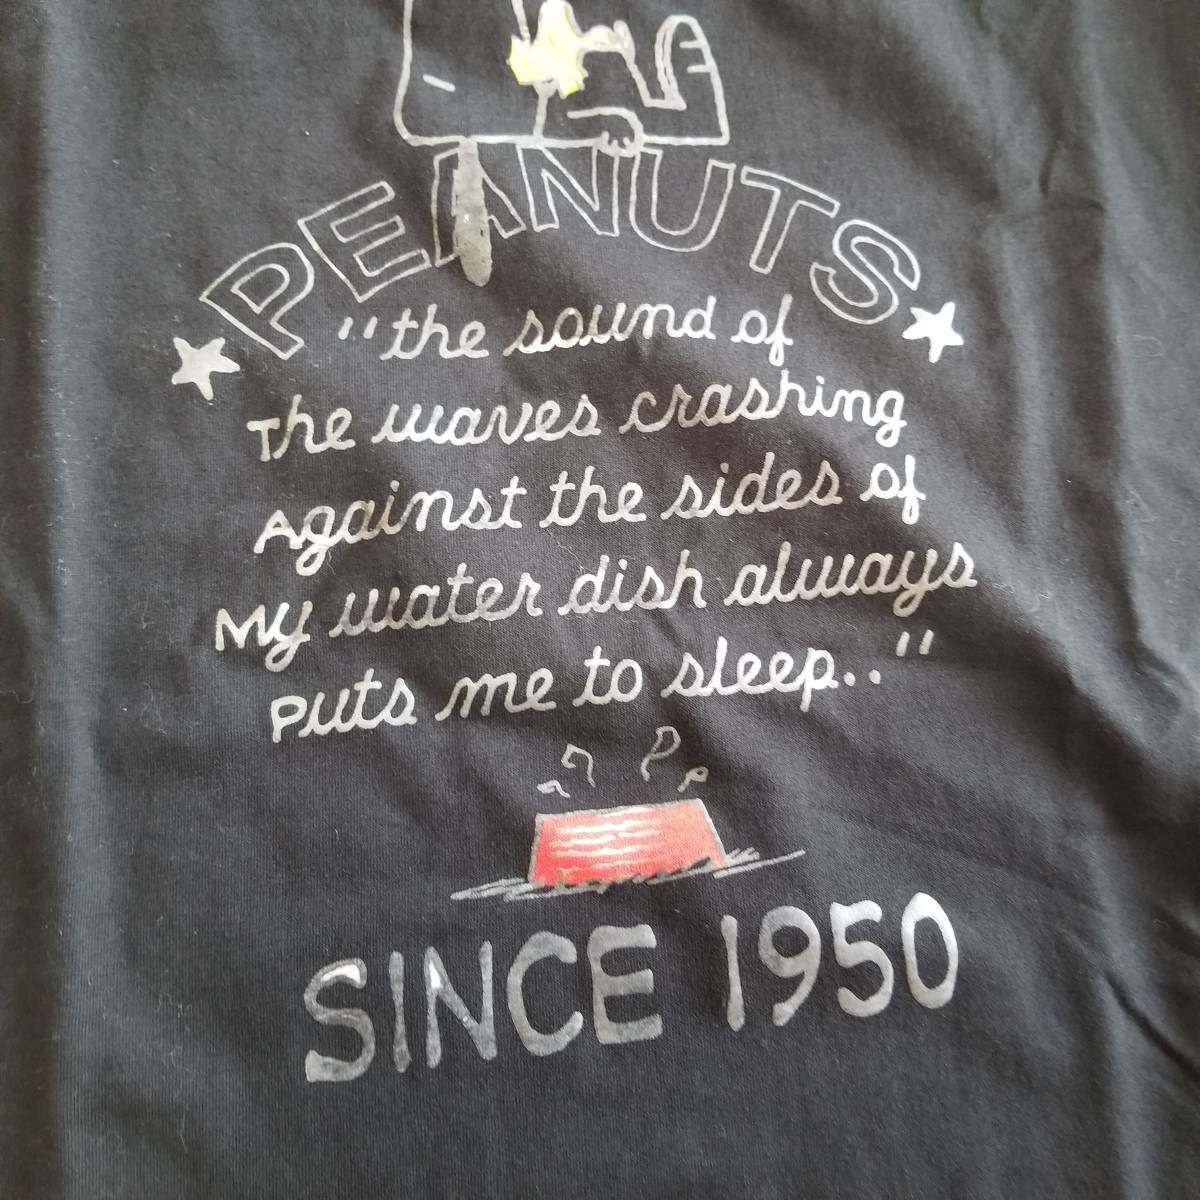 PEANUTS
"the sound of
The waves crashing
Against the sides of
My water dish always
puts me to sleep.."
SINCE 1950